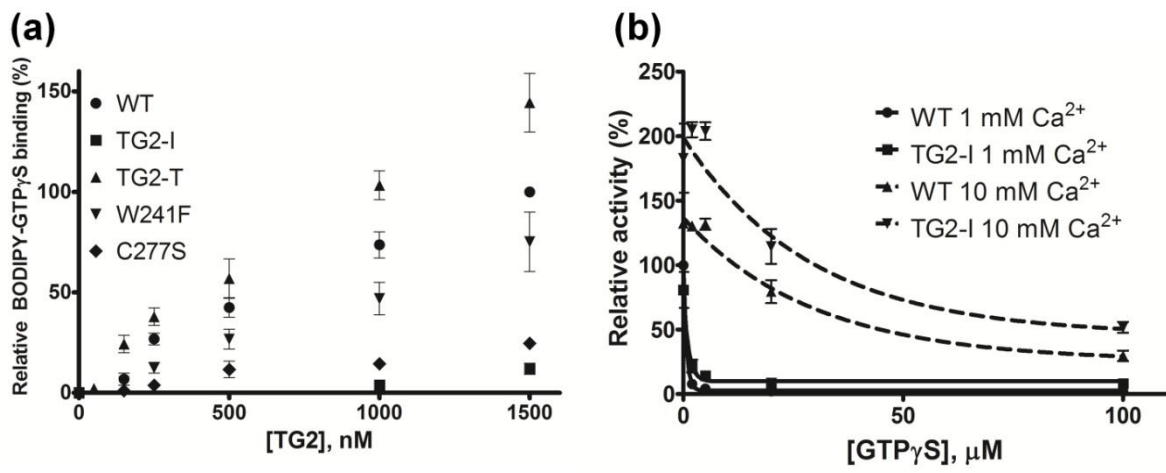 (a)
Relative BODIPY-GTPγS binding (%)
150
100
50
0
WT
TG2-I
TG2-T
W241F
C277S
0
500
1000
1500
[TG2], nM
(b)
Relative activity (%)
250
200
150
100
50
0
WT 1 mM Ca²⁺
TG2-I 1 mM Ca²⁺
WT 10 mM Ca²⁺
TG2-I 10 mM Ca²⁺
0
50
100
[GTPγS], μM